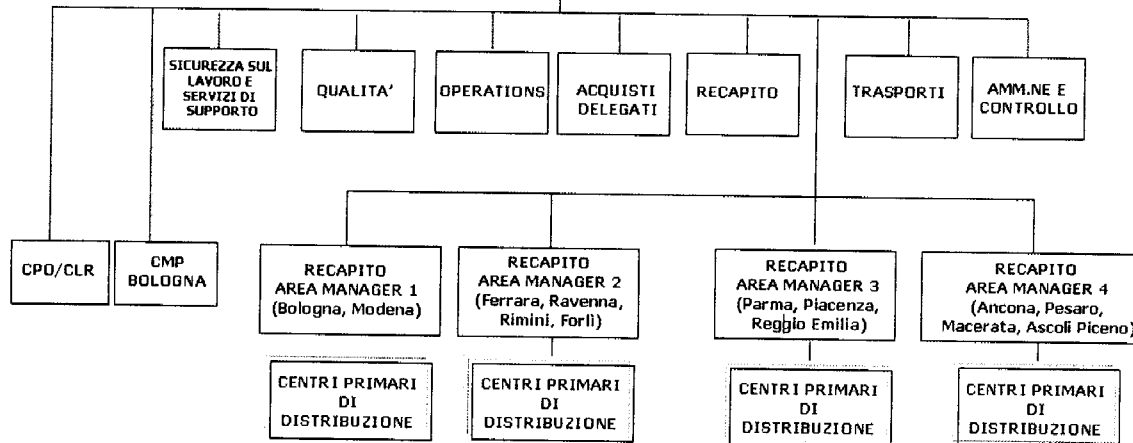 SICUREZZA SUL
LAVORO E
SERVIZI DI
SUPPORTO
QUALITA'
OPERATIONS
ACQUISTI
DELEGATI
RECAPITO
TRASPORTI
AMM.NE E
CONTROLLO
CPO/CLR
CMP
BOLOGNA
RECAPITO
AREA MANAGER 1
(Bologna, Modena)
RECAPITO
AREA MANAGER 2
(Ferrara, Ravenna,
Rimini, Forlì)
RECAPITO
AREA MANAGER 3
(Parma, Piacenza,
Reggio Emilia)
RECAPITO
AREA MANAGER 4
(Ancona, Pesaro,
Macerata, Ascoli Piceno)
CENTRI PRIMARI
DI
DISTRIBUZIONE
CENTRI PRIMARI
DI
DISTRIBUZIONE
CENTRI PRIMARI
DI
DISTRIBUZIONE
CENTRI PRIMARI
DI
DISTRIBUZIONE